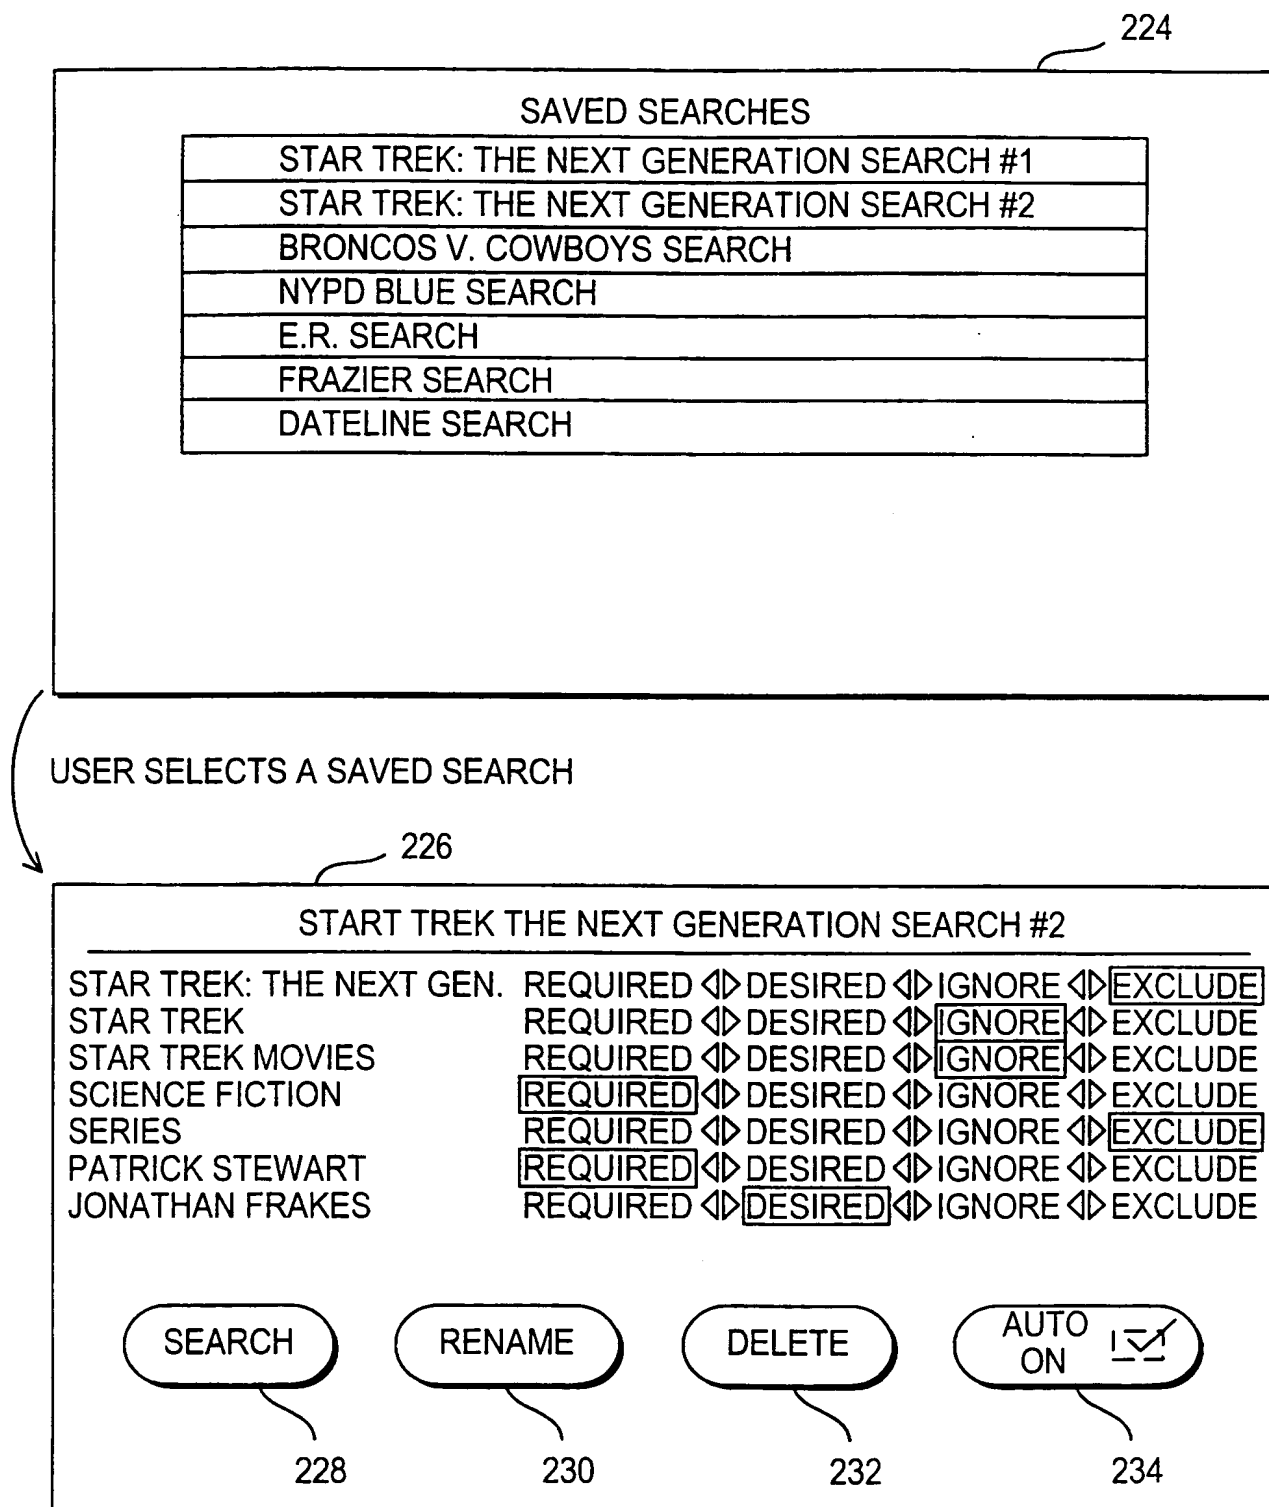 224
SAVED SEARCHES
STAR TREK: THE NEXT GENERATION SEARCH #1
STAR TREK: THE NEXT GENERATION SEARCH #2
BRONCOS V. COWBOYS SEARCH
NYPD BLUE SEARCH
E.R. SEARCH
FRAZIER SEARCH
DATELINE SEARCH
USER SELECTS A SAVED SEARCH
226
START TREK THE NEXT GENERATION SEARCH #2
STAR TREK: THE NEXT GEN. REQUIRED DESIRED IGNORE EXCLUDE
STAR TREK REQUIRED DESIRED IGNORE EXCLUDE
STAR TREK MOVIES REQUIRED DESIRED IGNORE EXCLUDE
SCIENCE FICTION REQUIRED DESIRED IGNORE EXCLUDE
SERIES REQUIRED DESIRED IGNORE EXCLUDE
PATRICK STEWART REQUIRED DESIRED IGNORE EXCLUDE
JONATHAN FRAKES REQUIRED DESIRED IGNORE EXCLUDE
SEARCH RENAME DELETE AUTO
ON
228 230 232 234